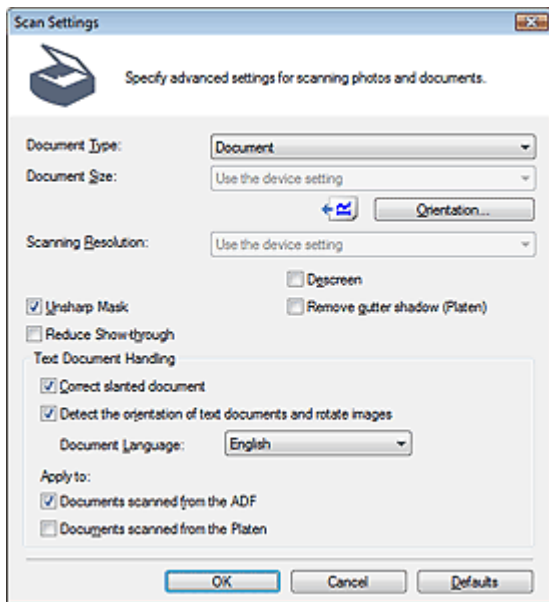 Scan Settings
Specify advanced settings for scanning photos and documents.
Document Type: Document
Document Size: Use the device setting
Orientation...
Scanning Resolution: Use the device setting
Descreen
Unsharp Mask Remove gutter shadow (Platen)
Reduce Show-through
Text Document Handling
Correct slanted document
Detect the orientation of text documents and rotate images
Document Language: English
Apply to:
Documents scanned from the ADF
Documents scanned from the Platen
OK Cancel Defaults